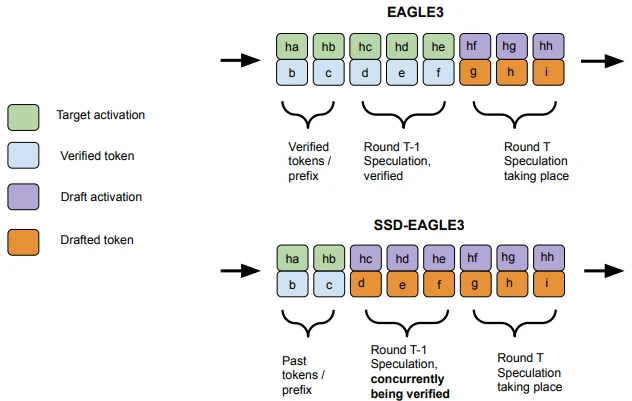 EAGLE3
ha hb hc hd he hf hg hh
b c d e f g h i
Target activation
Verified token
Draft activation
Drafted token
Verified
tokens /
prefix
Round T-1
Speculation,
verified
Round T
Speculation
taking place
SSD-EAGLE3
ha hb hc hd he hf hg hh
b c d e f g h i
Past
tokens /
prefix
Round T-1
Speculation,
concurrently
being verified
Round T
Speculation
taking place